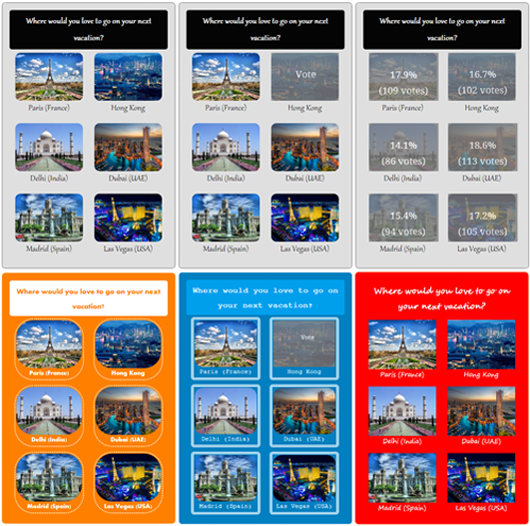 Where would you love to go on your next
vacation?
Paris (France)
Hong Kong
Delhi (India)
Dubai (UAE)
Madrid (Spain)
Las Vegas (USA)
Where would you love to go on your next
vacation?
Paris (France)
Vote
Hong Kong
Delhi (India)
Dubai (UAE)
Madrid (Spain)
Las Vegas (USA)
Where would you love to go on your next
vacation?
17.9%
(109 votes)
16.7%
(102 votes)
Paris (France)
Hong Kong
14.1%
(86 votes)
18.6%
(113 votes)
Delhi (India)
Dubai (UAE)
15.4%
(94 votes)
17.2%
(105 votes)
Madrid (Spain)
Las Vegas (USA)
Where would you love to go on your next
vacation?
Paris (France)
Hong Kong
Delhi (India)
Dubai (UAE)
Madrid (Spain)
Las Vegas (USA)
Where would you love to go on
your next vacation?
Paris (France)
Vote
Hong Kong
Delhi (India)
Dubai (UAE)
Madrid (Spain)
Las Vegas (USA)
Where would you love to go on
your next vacation?
Paris (France)
Hong Kong
Delhi (India)
Dubai (UAE)
Madrid (Spain)
Las Vegas (USA)